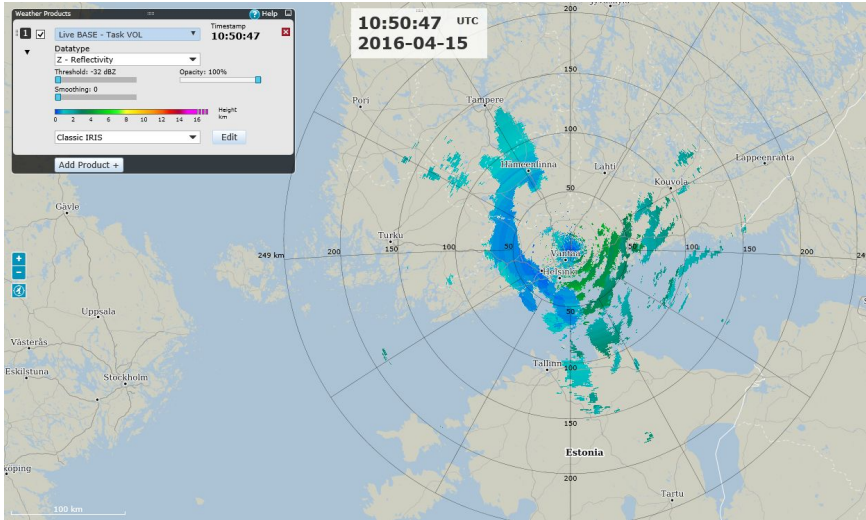 Weather Products
Help
1
Live BASE - Task VOL
Timestamp
10:50:47
Datatype
Z - Reflectivity
Threshold: -32 dBZ
Opacity: 100%
Smoothing: 0
0 2 4 6 8 10 12 14 16
Height
km
Classic IRIS
Edit
Add Product +
10:50:47 UTC
2016-04-15
200
150
Pori
Tampere
100
Hämeenlinna
Lahti
Lappeenranta
Kouvola
50
Gävle
Turku
249 km
200
150
100
50
Vantaa
50
100
150
200
Helsinki
50
Uppsala
Västerås
Tallinn
100
Eskilstuna
Stockholm
150
Estonia
200
Tartu
100 km